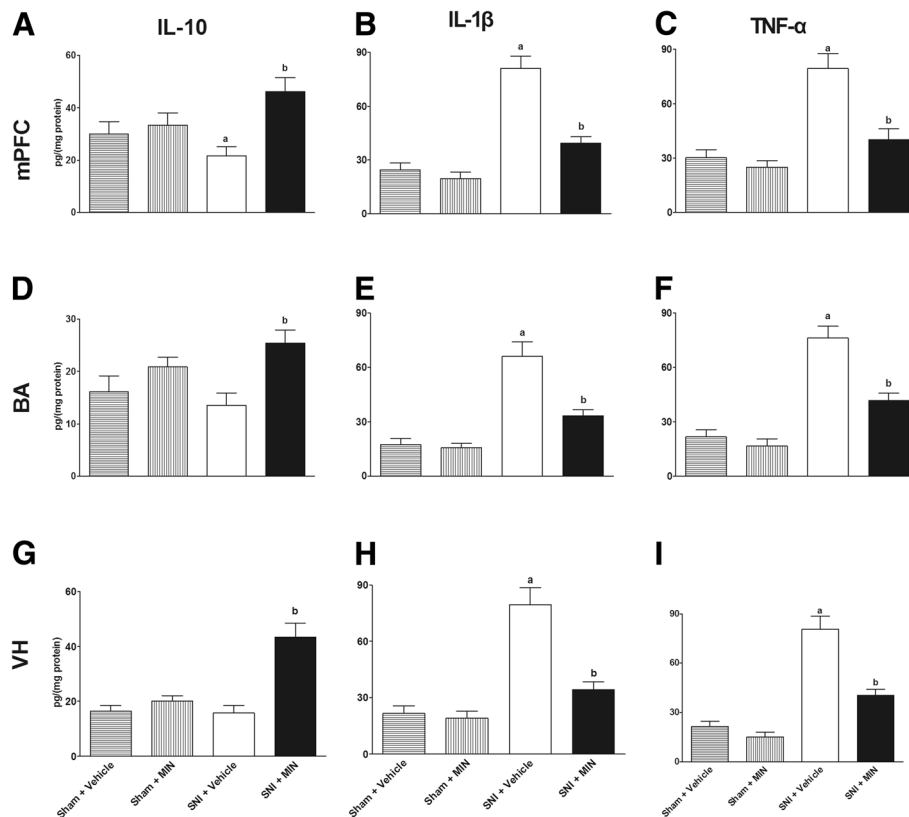 A IL-10 B IL-1β C TNF-α
mPFC
pg/(mg protein)
60
40
20
0
a
b
90
60
30
0
a
b
90
60
30
0
a
b
D E F
BA
pg/(mg protein)
30
20
10
0
b
90
60
30
0
a
b
90
60
30
0
a
b
G H I
VH
pg/(mg protein)
60
40
20
0
b
Sham + Vehicle
Sham + MIN
SNI + Vehicle
SNI + MIN
90
60
30
0
a
b
Sham + Vehicle
Sham + MIN
SNI + Vehicle
SNI + MIN
90
60
30
0
a
b
Sham + Vehicle
Sham + MIN
SNI + Vehicle
SNI + MIN